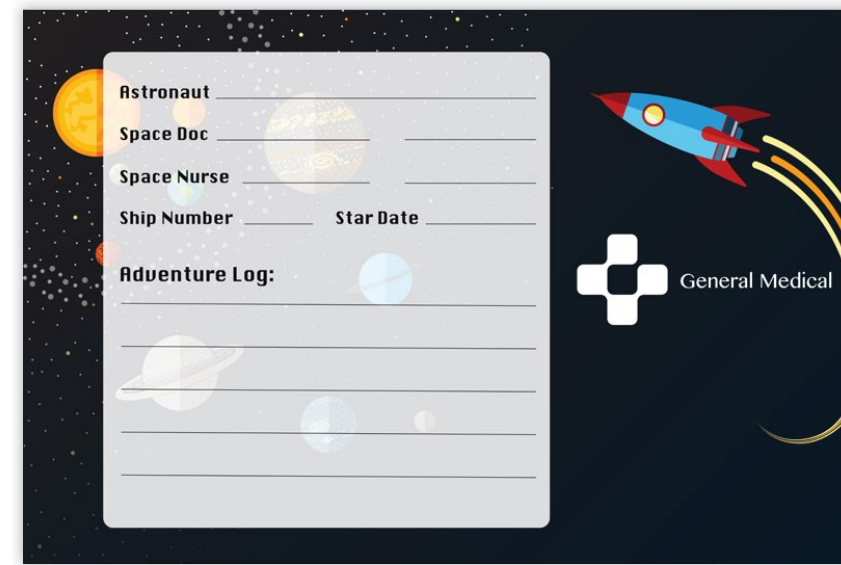 Astronaut
Space Doc
Space Nurse
Ship Number Star Date
Adventure Log:
General Medical